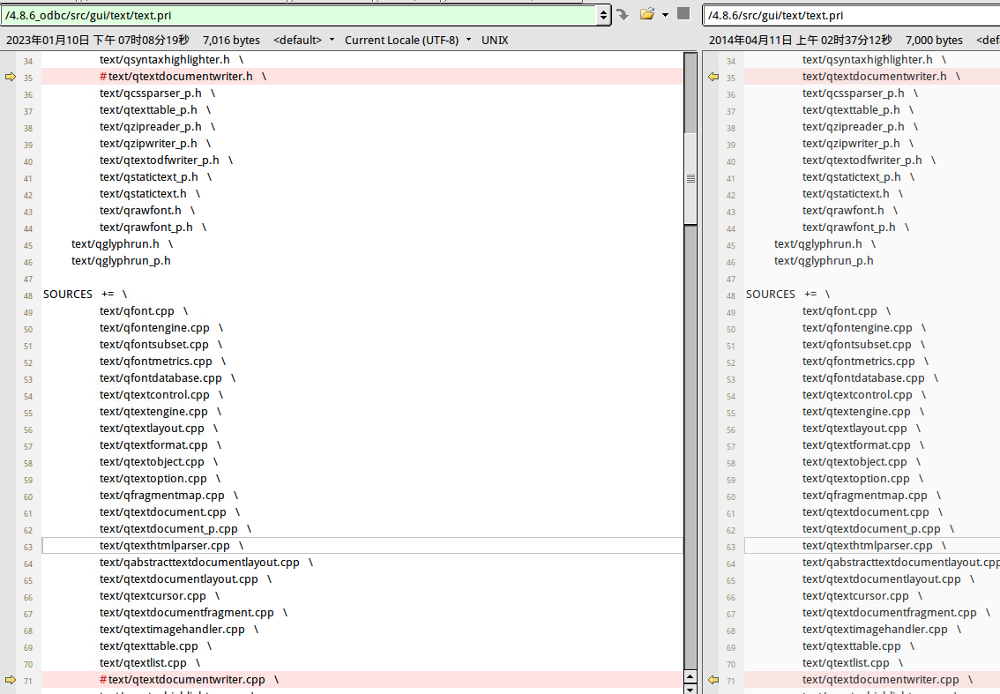 /4.8.6_odbc/src/gui/text/text.pri
2023年01月10日 下午 07时08分19秒 7,016 bytes <default> Current Locale (UTF-8) UNIX
34 text/qsyntaxhighlighter.h \
35 #text/qtextdocumentwriter.h \
36 text/qcssparser_p.h \
37 text/qtexttable_p.h \
38 text/qzipreader_p.h \
39 text/qzipwriter_p.h \
40 text/qtextodfwriter_p.h \
41 text/qstatictext_p.h \
42 text/qstatictext.h \
43 text/qrawfont.h \
44 text/qrawfont_p.h \
45 text/qglyphrun.h \
46 text/qglyphrun_p.h
47
48 SOURCES += \
49 text/qfont.cpp \
50 text/qfontengine.cpp \
51 text/qfontsubset.cpp \
52 text/qfontmetrics.cpp \
53 text/qfontdatabase.cpp \
54 text/qtextcontrol.cpp \
55 text/qtextengine.cpp \
56 text/qtextlayout.cpp \
57 text/qtextformat.cpp \
58 text/qtextobject.cpp \
59 text/qtextoption.cpp \
60 text/qfragmentmap.cpp \
61 text/qtextdocument.cpp \
62 text/qtextdocument_p.cpp \
63 text/qtexthtmlparser.cpp \
64 text/qabstracttextdocumentlayout.cpp \
65 text/qtextdocumentlayout.cpp \
66 text/qtextcursor.cpp \
67 text/qtextdocumentfragment.cpp \
68 text/qtextimagehandler.cpp \
69 text/qtexttable.cpp \
70 text/qtextlist.cpp \
71 #text/qtextdocumentwriter.cpp \
/4.8.6/src/gui/text/text.pri
2014年04月11日 上午 02时37分12秒 7,000 bytes <def
34 text/qsyntaxhighlighter.h \
35 text/qtextdocumentwriter.h \
36 text/qcssparser_p.h \
37 text/qtexttable_p.h \
38 text/qzipreader_p.h \
39 text/qzipwriter_p.h \
40 text/qtextodfwriter_p.h \
41 text/qstatictext_p.h \
42 text/qstatictext.h \
43 text/qrawfont.h \
44 text/qrawfont_p.h \
45 text/qglyphrun.h \
46 text/qglyphrun_p.h
47
48 SOURCES += \
49 text/qfont.cpp \
50 text/qfontengine.cpp \
51 text/qfontsubset.cpp \
52 text/qfontmetrics.cpp \
53 text/qfontdatabase.cpp \
54 text/qtextcontrol.cpp \
55 text/qtextengine.cpp \
56 text/qtextlayout.cpp \
57 text/qtextformat.cpp \
58 text/qtextobject.cpp \
59 text/qtextoption.cpp \
60 text/qfragmentmap.cpp \
61 text/qtextdocument.cpp \
62 text/qtextdocument_p.cpp \
63 text/qtexthtmlparser.cpp \
64 text/qabstracttextdocumentlayout.cpp
65 text/qtextdocumentlayout.cpp \
66 text/qtextcursor.cpp \
67 text/qtextdocumentfragment.cpp \
68 text/qtextimagehandler.cpp \
69 text/qtexttable.cpp \
70 text/qtextlist.cpp \
71 text/qtextdocumentwriter.cpp \